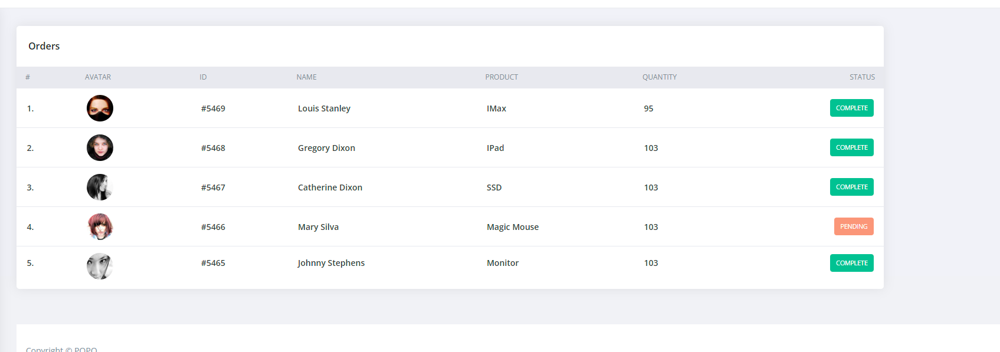 Orders
# AVATAR ID NAME PRODUCT QUANTITY STATUS
1. #5469 Louis Stanley IMax 95 COMPLETE
2. #5468 Gregory Dixon IPad 103 COMPLETE
3. #5467 Catherine Dixon SSD 103 COMPLETE
4. #5466 Mary Silva Magic Mouse 103 PENDING
5. #5465 Johnny Stephens Monitor 103 COMPLETE
Copyright © POPO